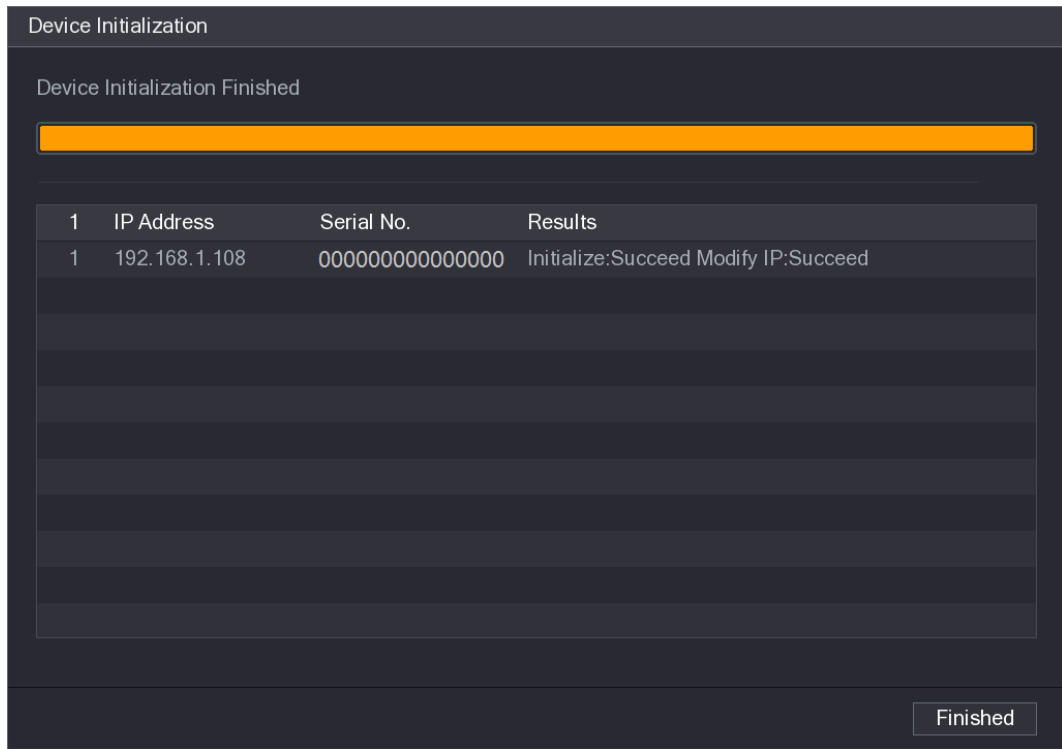 Device Initialization
Device Initialization Finished
1 IP Address Serial No. Results
1 192.168.1.108 000000000000000 Initialize:Succeed Modify IP:Succeed
Finished